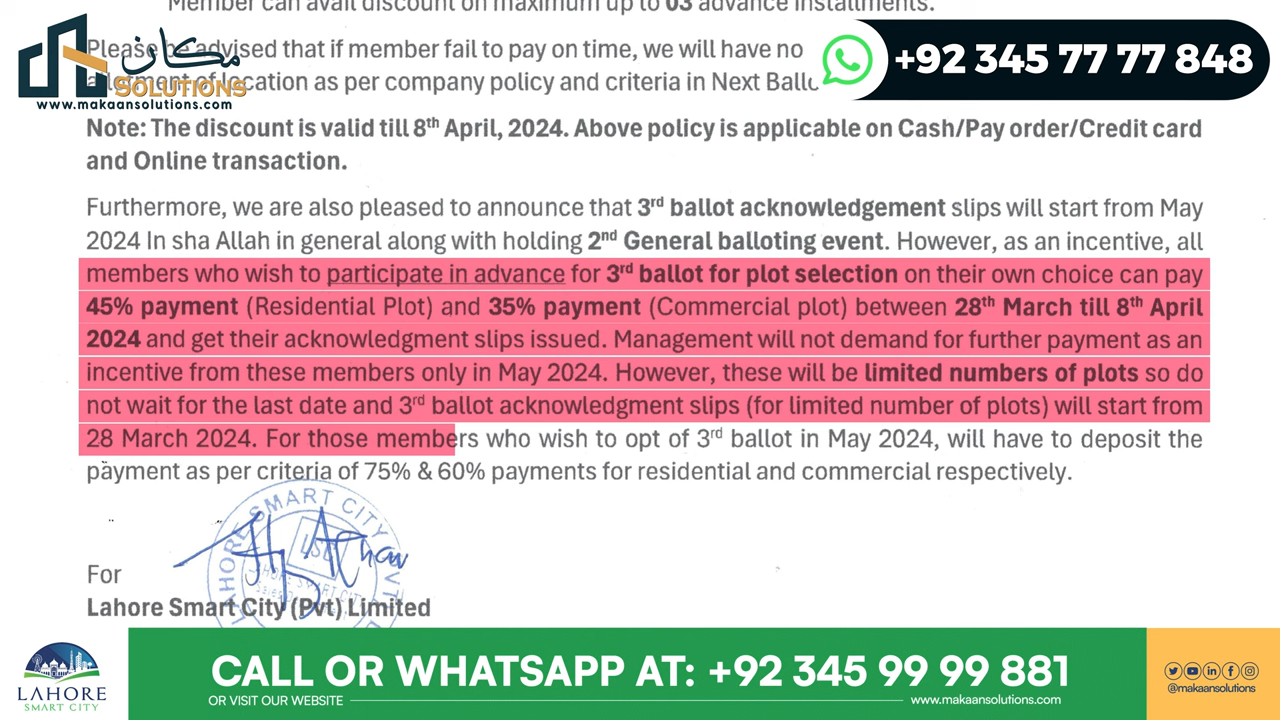 Member can avail discount on maximum up to 03 advance installments.
مکان
SOLUTIONS
www.makaansolutions.com
+92 345 77 77 848
Please be advised that if member fail to pay on time, we will have no
location as per company policy and criteria in Next
Note: The discount is valid till 8th April, 2024. Above policy is applicable on Cash/Pay order/Credit card
and Online transaction.
Furthermore, we are also pleased to announce that 3rd ballot acknowledgement slips will start from May
2024 In sha Allah in general along with holding 2nd General balloting event. However, as an incentive, all
members who wish to participate in advance for 3rd ballot for plot selection on their own choice can pay
45% payment (Residential Plot) and 35% payment (Commercial plot) between 28th March till 8th April
2024 and get their acknowledgment slips issued. Management will not demand for further payment as an
incentive from these members only in May 2024. However, these will be limited numbers of plots so do
not wait for the last date and 3rd ballot acknowledgment slips (for limited number of plots) will start from
28 March 2024. For those members who wish to opt of 3rd ballot in May 2024, will have to deposit the
payment as per criteria of 75% & 60% payments for residential and commercial respectively.
LAHORE SMART CITY
For
Lahore Smart City (Pvt) Limited
LAHORE
SMART CITY
CALL OR WHATSAPP AT: +92 345 99 99 881
OR VISIT OUR WEBSITE
www.makaansolutions.com
@makaansolutions